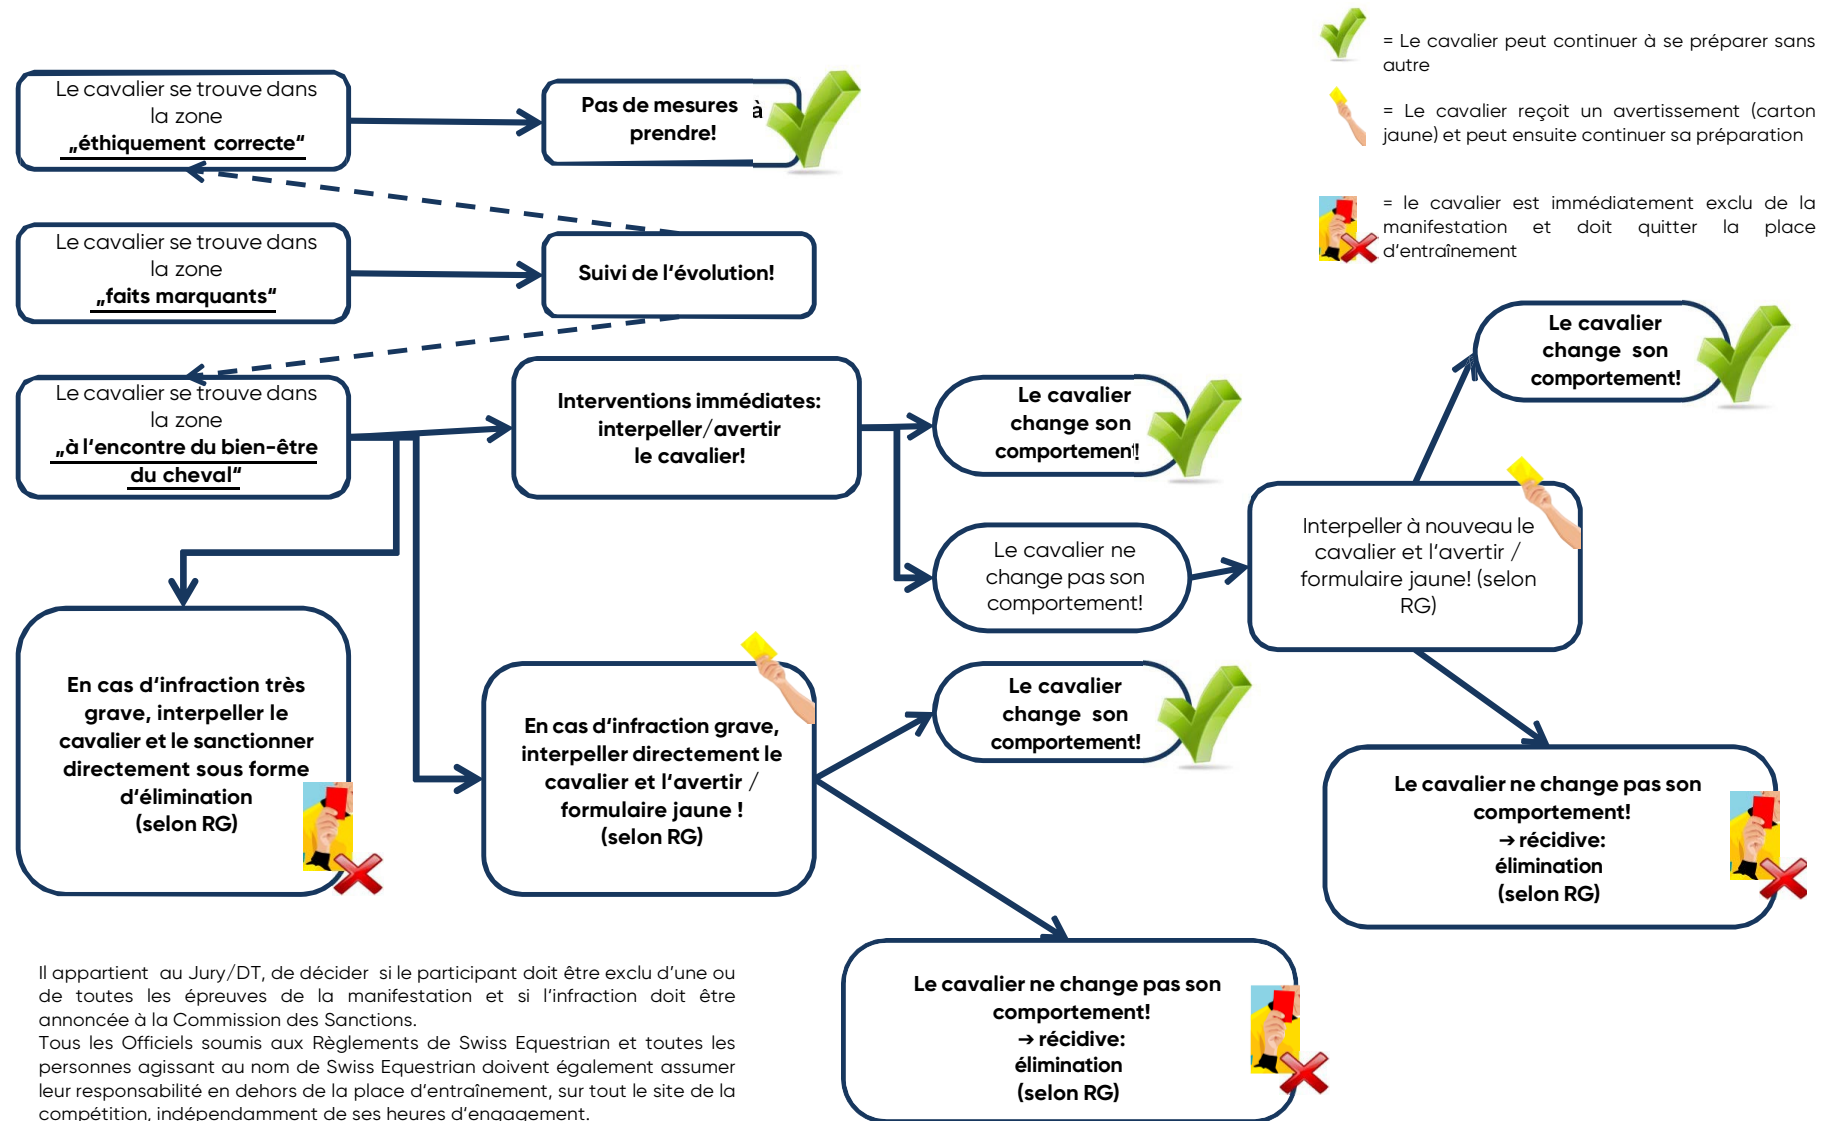 = Le cavalier peut continuer à se préparer sans
autre
= Le cavalier reçoit un avertissement (carton
jaune) et peut ensuite continuer sa préparation
= le cavalier est immédiatement exclu de la
manifestation et doit quitter la place
d‘entraînement
Le cavalier se trouve dans
la zone
„éthiquement correcte“
Pas de mesures à
prendre!
Le cavalier se trouve dans
la zone
„faits marquants“
Suivi de l‘évolution!
Le cavalier se trouve dans
la zone
„à l‘encontre du bien-être
du cheval“
Interventions immédiates:
interpeller/avertir
le cavalier!
Le cavalier
change son
comportement!
Le cavalier
change son
comportement!
Le cavalier ne
change pas son
comportement!
Interpeller à nouveau le
cavalier et l‘avertir /
formulaire jaune! (selon
RG)
En cas d‘infraction très
grave, interpeller le
cavalier et le sanctionner
directement sous forme
d‘élimination
(selon RG)
En cas d‘infraction grave,
interpeller directement le
cavalier et l‘avertir /
formulaire jaune !
(selon RG)
Le cavalier
change son
comportement!
Le cavalier ne change pas son
comportement!
→ récidive:
élimination
(selon RG)
Le cavalier ne change pas son
comportement!
→ récidive:
élimination
(selon RG)
Il appartient au Jury/DT, de décider si le participant doit être exclu d’une ou
de toutes les épreuves de la manifestation et si l’infraction doit être
annoncée à la Commission des Sanctions.
Tous les Officiels soumis aux Règlements de Swiss Equestrian et toutes les
personnes agissant au nom de Swiss Equestrian doivent également assumer
leur responsabilité en dehors de la place d’entraînement, sur tout le site de la
compétition, indépendamment de ses heures d’engagement.